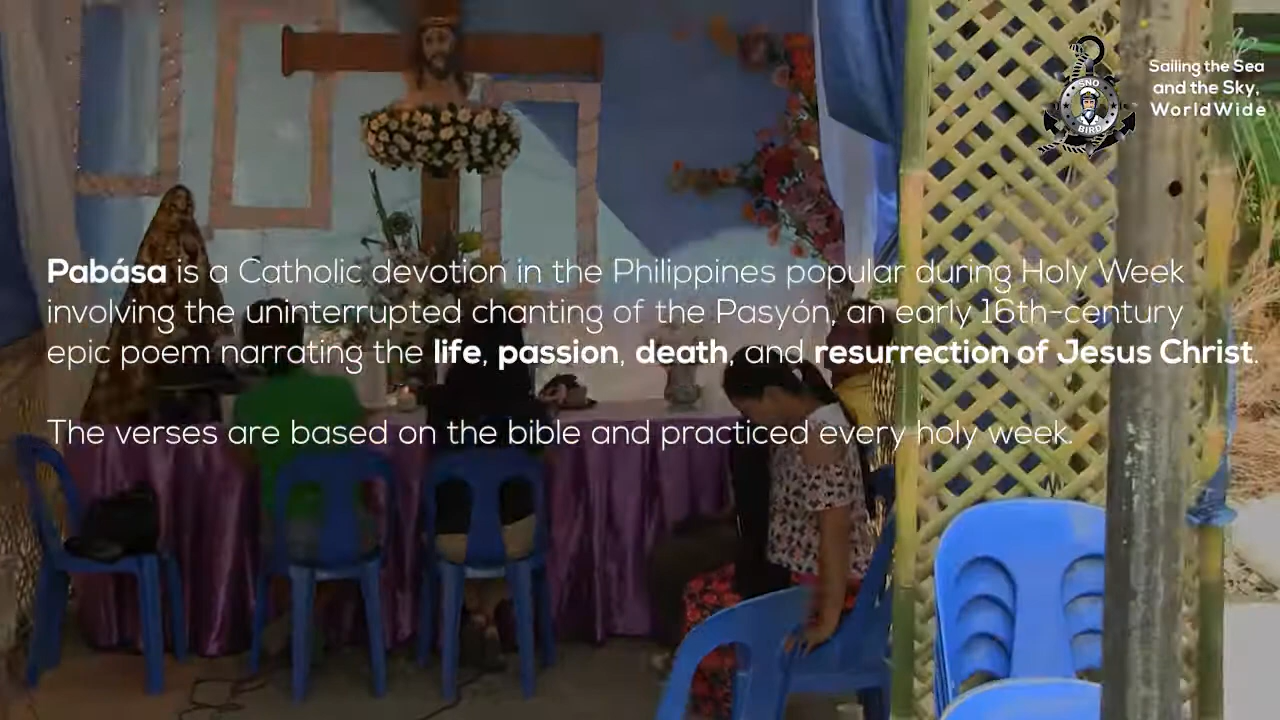 Sailing the Sea
and the Sky,
WorldWide
SNO
BIRD
Pabása is a Catholic devotion in the Philippines popular during Holy Week
involving the uninterrupted chanting of the Pasyón, an early 16th-century
epic poem narrating the life, passion, death, and resurrection of Jesus Christ.
The verses are based on the bible and practiced every holy week.